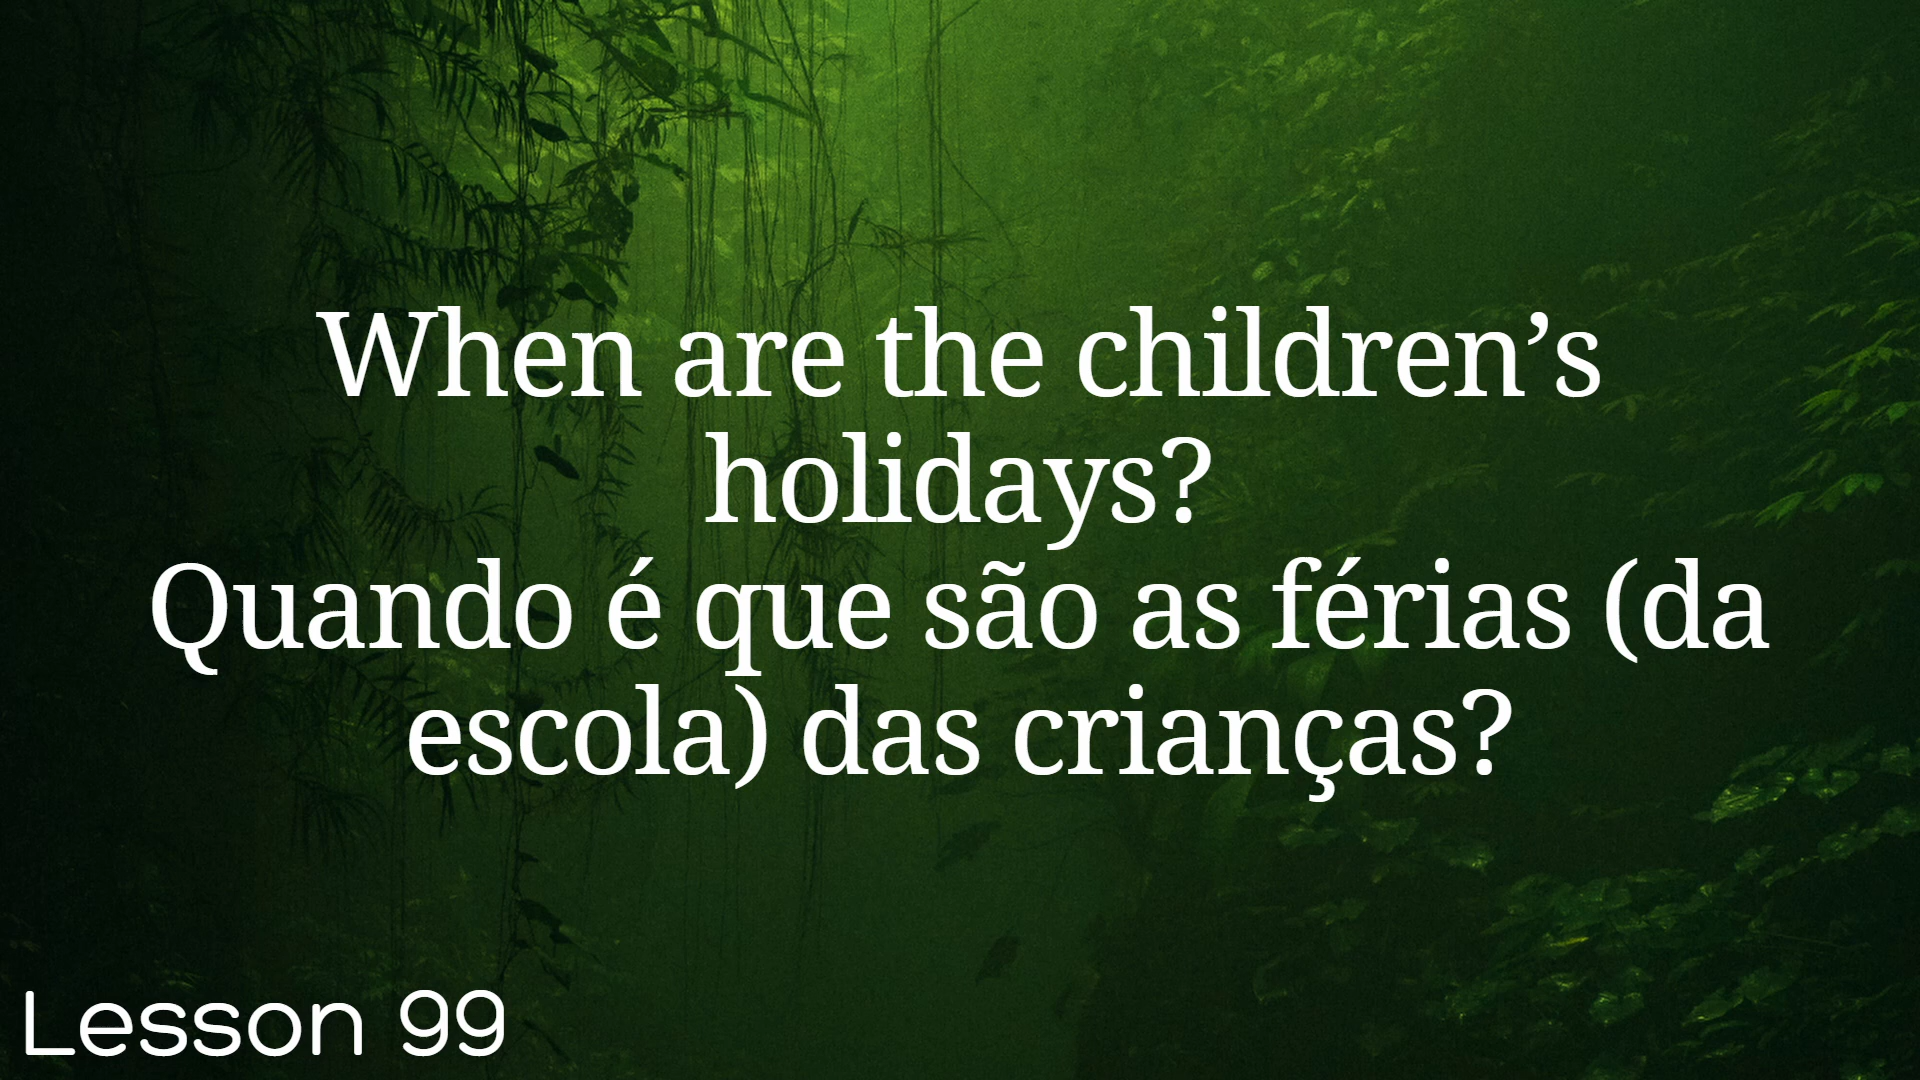 When are the children’s
holidays?
Quando é que são as férias (da
escola) das crianças?
Lesson 99